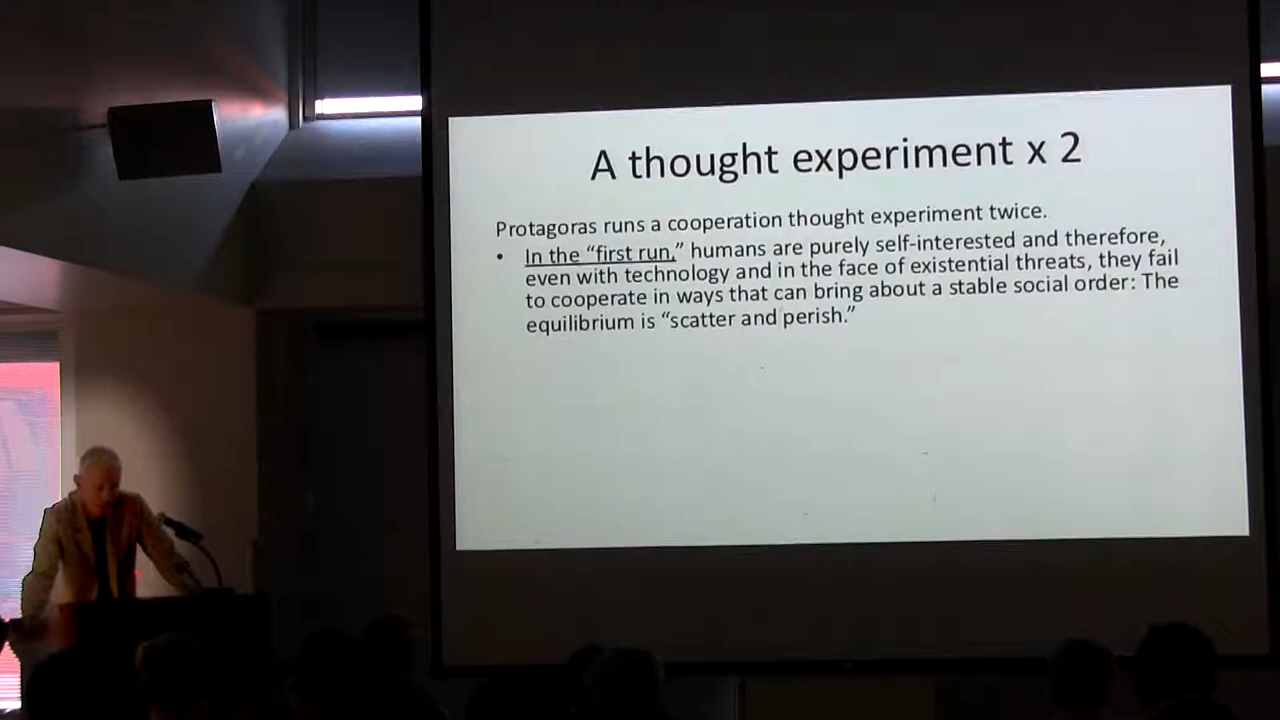 A thought experiment x 2
Protagoras runs a cooperation thought experiment twice.
• In the “first run,” humans are purely self-interested and therefore,
even with technology and in the face of existential threats, they fail
to cooperate in ways that can bring about a stable social order: The
equilibrium is “scatter and perish.”